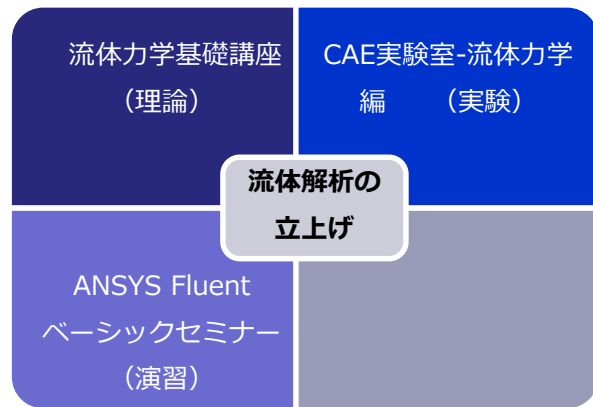 流体力学基礎講座
（理論）
CAE実験室-流体力学
編　　（実験）
流体解析の
立上げ
ANSYS Fluent
ベーシックセミナー
（演習）